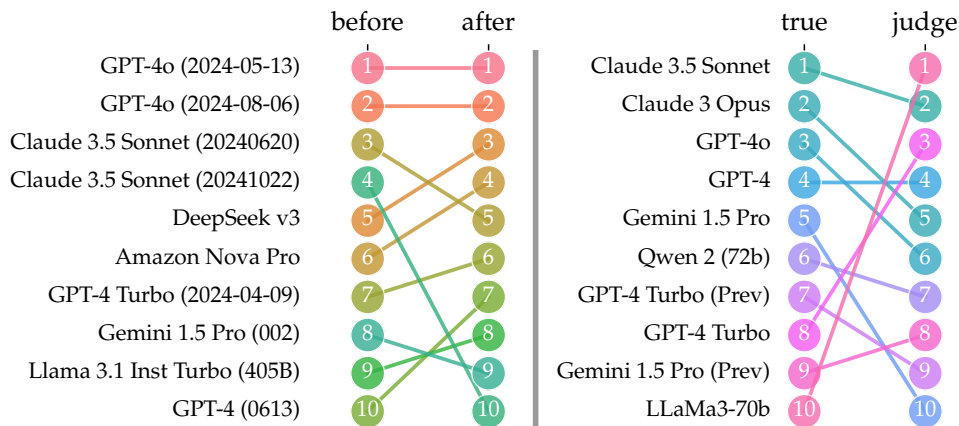 before after true judge
GPT-4o (2024-05-13) 1 1 Claude 3.5 Sonnet 1 1
GPT-4o (2024-08-06) 2 2 Claude 3 Opus 2 2
Claude 3.5 Sonnet (20240620) 3 3 GPT-4o 3 3
Claude 3.5 Sonnet (20241022) 4 4 GPT-4 4 4
DeepSeek v3 5 5 Gemini 1.5 Pro 5 5
Amazon Nova Pro 6 6 Qwen 2 (72b) 6 6
GPT-4 Turbo (2024-04-09) 7 7 GPT-4 Turbo (Prev) 7 7
Gemini 1.5 Pro (002) 8 8 GPT-4 Turbo 8 8
Llama 3.1 Inst Turbo (405B) 9 9 Gemini 1.5 Pro (Prev) 9 9
GPT-4 (0613) 10 10 LLaMa3-70b 10 10